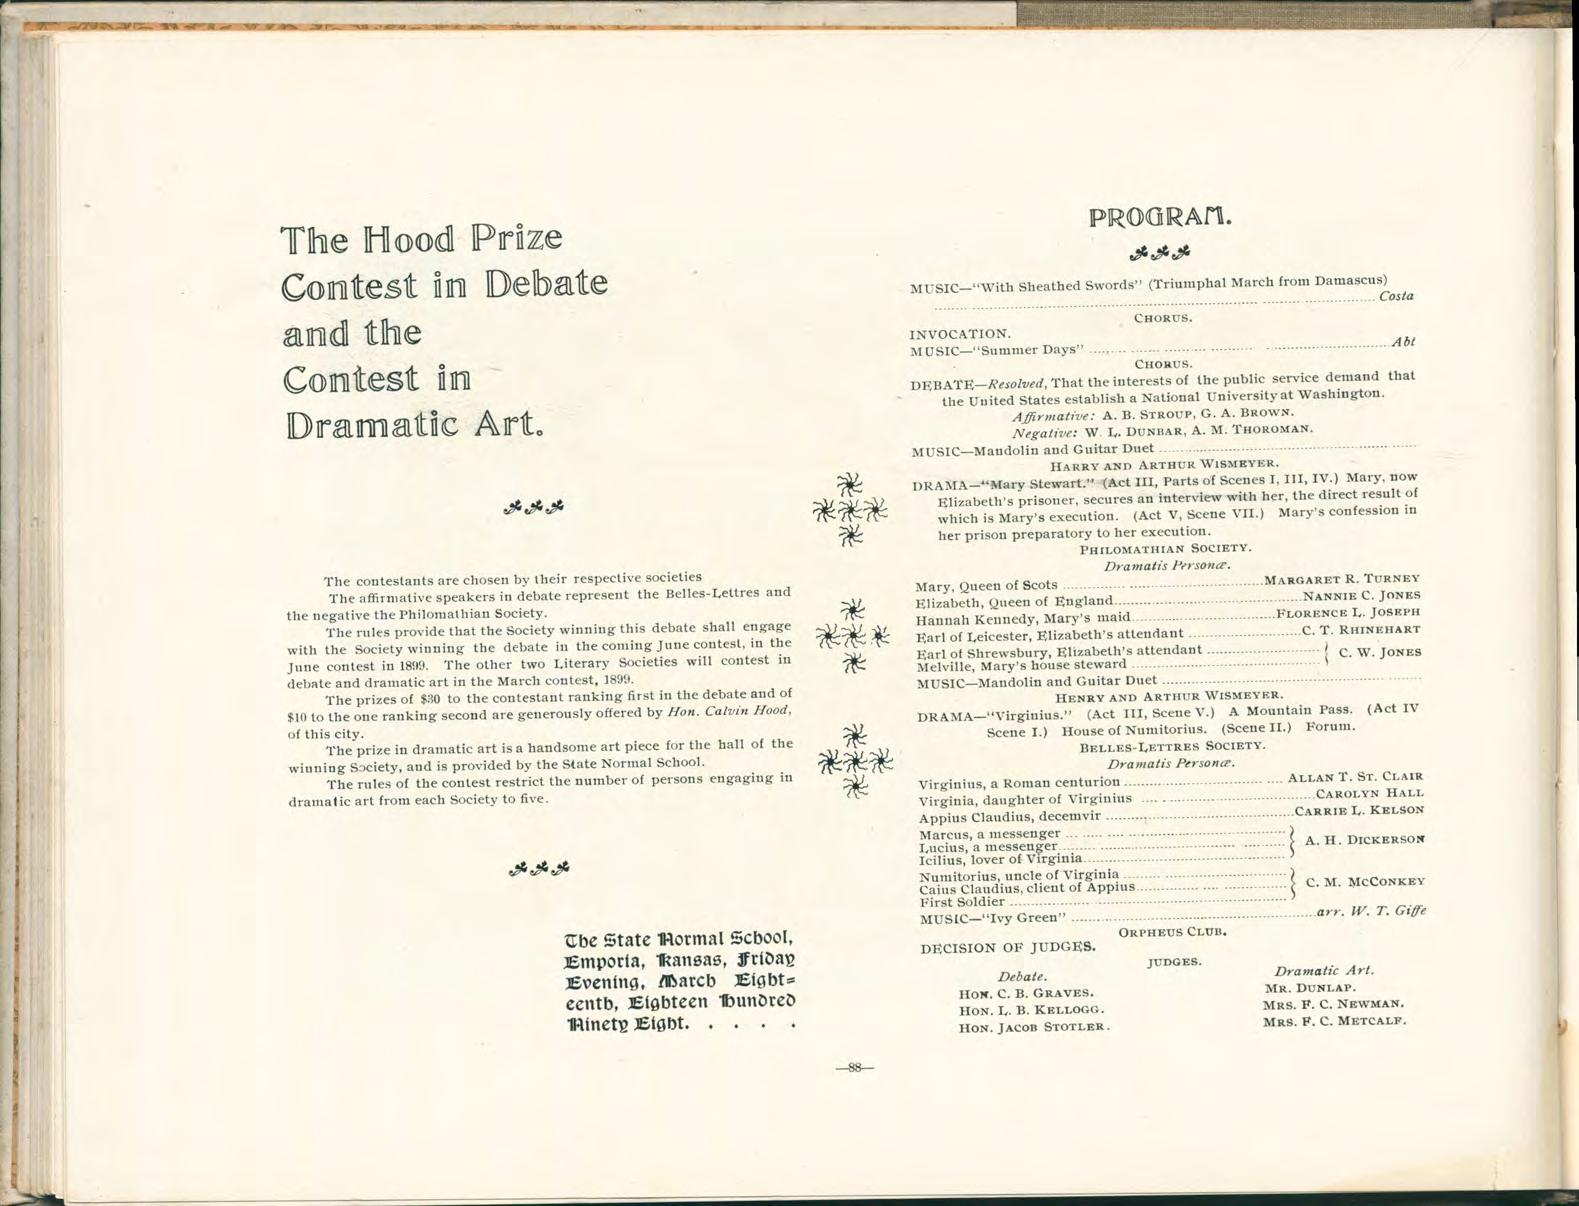 The Hood Prize
Contest in Debate
and the
Contest in
Dramatic Art.
The contestants are chosen by their respective societies
The affirmative speakers in debate represent the Belles-Lettres and
the negative the Philomathian Society.
The rules provide that the Society winning this debate shall engage
with the Society winning the debate in the coming June contest, in the
June contest in 1899. The other two Literary Societies will contest in
debate and dramatic art in the March contest, 1899.
The prizes of $30 to the contestant ranking first in the debate and of
$10 to the one ranking second are generously offered by Hon. Calvin Hood,
of this city.
The prize in dramatic art is a handsome art piece for the hall of the
winning Society, and is provided by the State Normal School.
The rules of the contest restrict the number of persons engaging in
dramatic art from each Society to five.
The State Normal School,
Emporia, Kansas, Friday
Evening, March Eight=
eenth, Eighteen Hundred
Ninety Eight. . . . .
PROGRAM.
MUSIC—"With Sheathed Swords" (Triumphal March from Damascus)
Costa
CHORUS.
INVOCATION.
MUSIC—"Summer Days" Abt
CHORUS.
DEBATE—Resolved, That the interests of the public service demand that
the United States establish a National University at Washington.
Affirmative: A. B. STROUP, G. A. BROWN.
Negative: W. L. DUNBAR, A. M. THOROMAN.
MUSIC—Mandolin and Guitar Duet
HARRY AND ARTHUR WISMEYER.
DRAMA—"Mary Stewart." (Act III, Parts of Scenes I, III, IV.) Mary, now
Elizabeth's prisoner, secures an interview with her, the direct result of
which is Mary's execution. (Act V, Scene VII.) Mary's confession in
her prison preparatory to her execution.
PHILOMATHIAN SOCIETY.
Dramatis Personæ.
Mary, Queen of Scots MARGARET R. TURNEY
Elizabeth, Queen of England NANNIE C. JONES
Hannah Kennedy, Mary's maid FLORENCE L. JOSEPH
Earl of Leicester, Elizabeth's attendant C. T. RHINEHART
Earl of Shrewsbury, Elizabeth's attendant } C. W. JONES
Melville, Mary's house steward
MUSIC—Mandolin and Guitar Duet
HENRY AND ARTHUR WISMEYER.
DRAMA—"Virginius." (Act III, Scene V.) A Mountain Pass. (Act IV
Scene I.) House of Numitorius. (Scene II.) Forum.
BELLES-LETTRES SOCIETY.
Dramatis Personæ.
Virginius, a Roman centurion ALLAN T. ST. CLAIR
Virginia, daughter of Virginius CAROLYN HALL
Appius Claudius, decemvir CARRIE L. KELSON
Marcus, a messenger
Lucius, a messenger } A. H. DICKERSON
Icilius, lover of Virginia
Numitorius, uncle of Virginia
Caius Claudius, client of Appius } C. M. MCCONKEY
First Soldier
MUSIC—"Ivy Green" arr. W. T. Giffe
ORPHEUS CLUB.
DECISION OF JUDGES.
JUDGES.
Debate.
HON. C. B. GRAVES.
HON. L. B. KELLOGG.
HON. JACOB STOTLER.
Dramatic Art.
MR. DUNLAP.
MRS. F. C. NEWMAN.
MRS. F. C. METCALF.
—88—